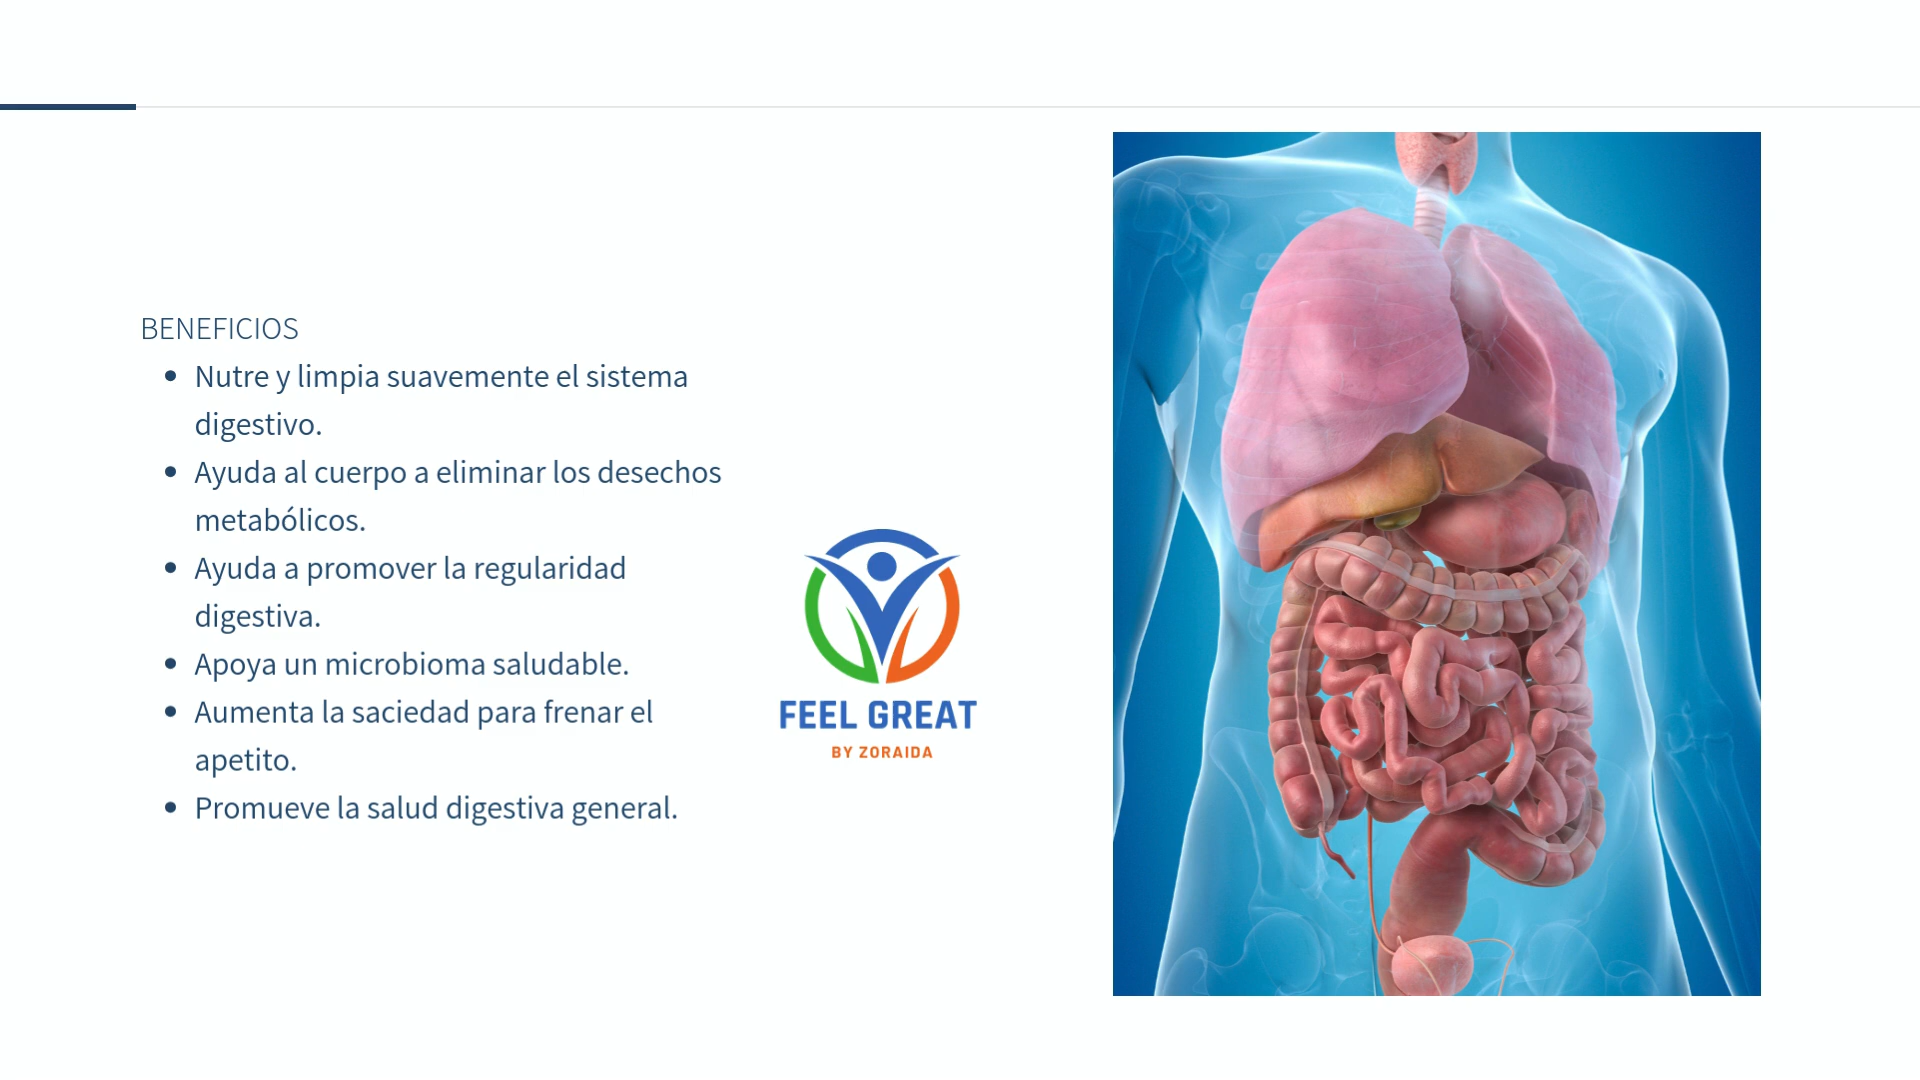 BENEFICIOS
Nutre y limpia suavemente el sistema
digestivo.
Ayuda al cuerpo a eliminar los desechos
metabólicos.
Ayuda a promover la regularidad
digestiva.
Apoya un microbioma saludable.
Aumenta la saciedad para frenar el
apetito.
Promueve la salud digestiva general.
FEEL GREAT
BY ZORAIDA